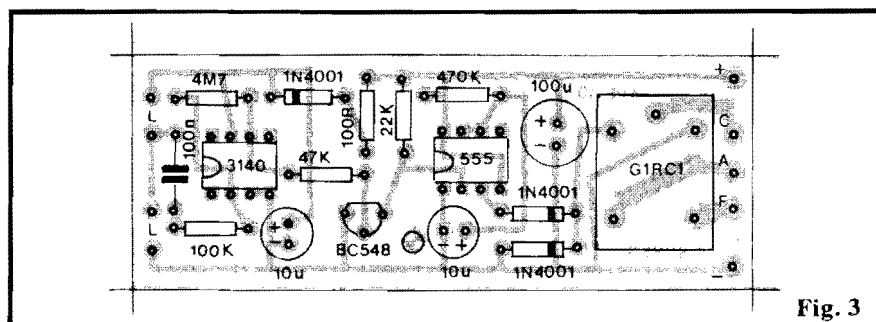 4M7
1N4001
470K
100u
+
L
100n
100R
22K
C
3140
47K
555
+
-
G1RC1
A
1N4001
F
L
100K
+
-
BC548
- +
10u
10u
1N4001
-
Fig. 3